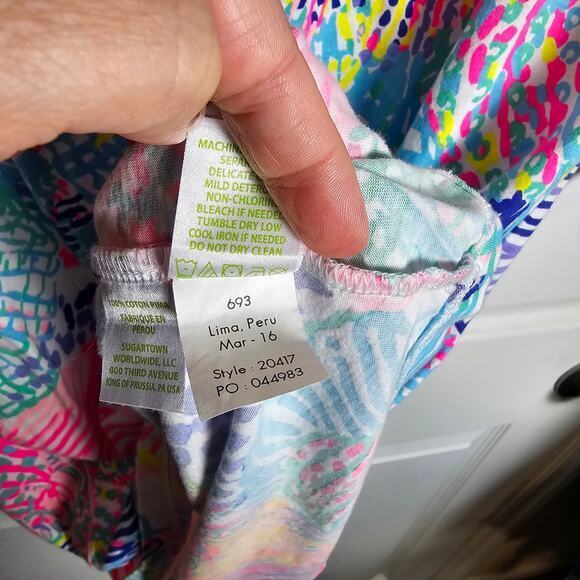 MACHIN
SEPA
DELICATE
MILD DETER
NON-CHLORIN
BLEACH IF NEEDED
TUMBLE DRY LOW
COOL IRON IF NEEDED
DO NOT DRY CLEAN
100% COTTON PIMA
FABRIQUE EN
PÉROU
SUGARTOWN
WORLDWIDE, LLC
800 THIRD AVENUE
KING OF PRUSSIA, PA USA
693
Lima, Peru
Mar - 16
Style : 20417
PO : 044983